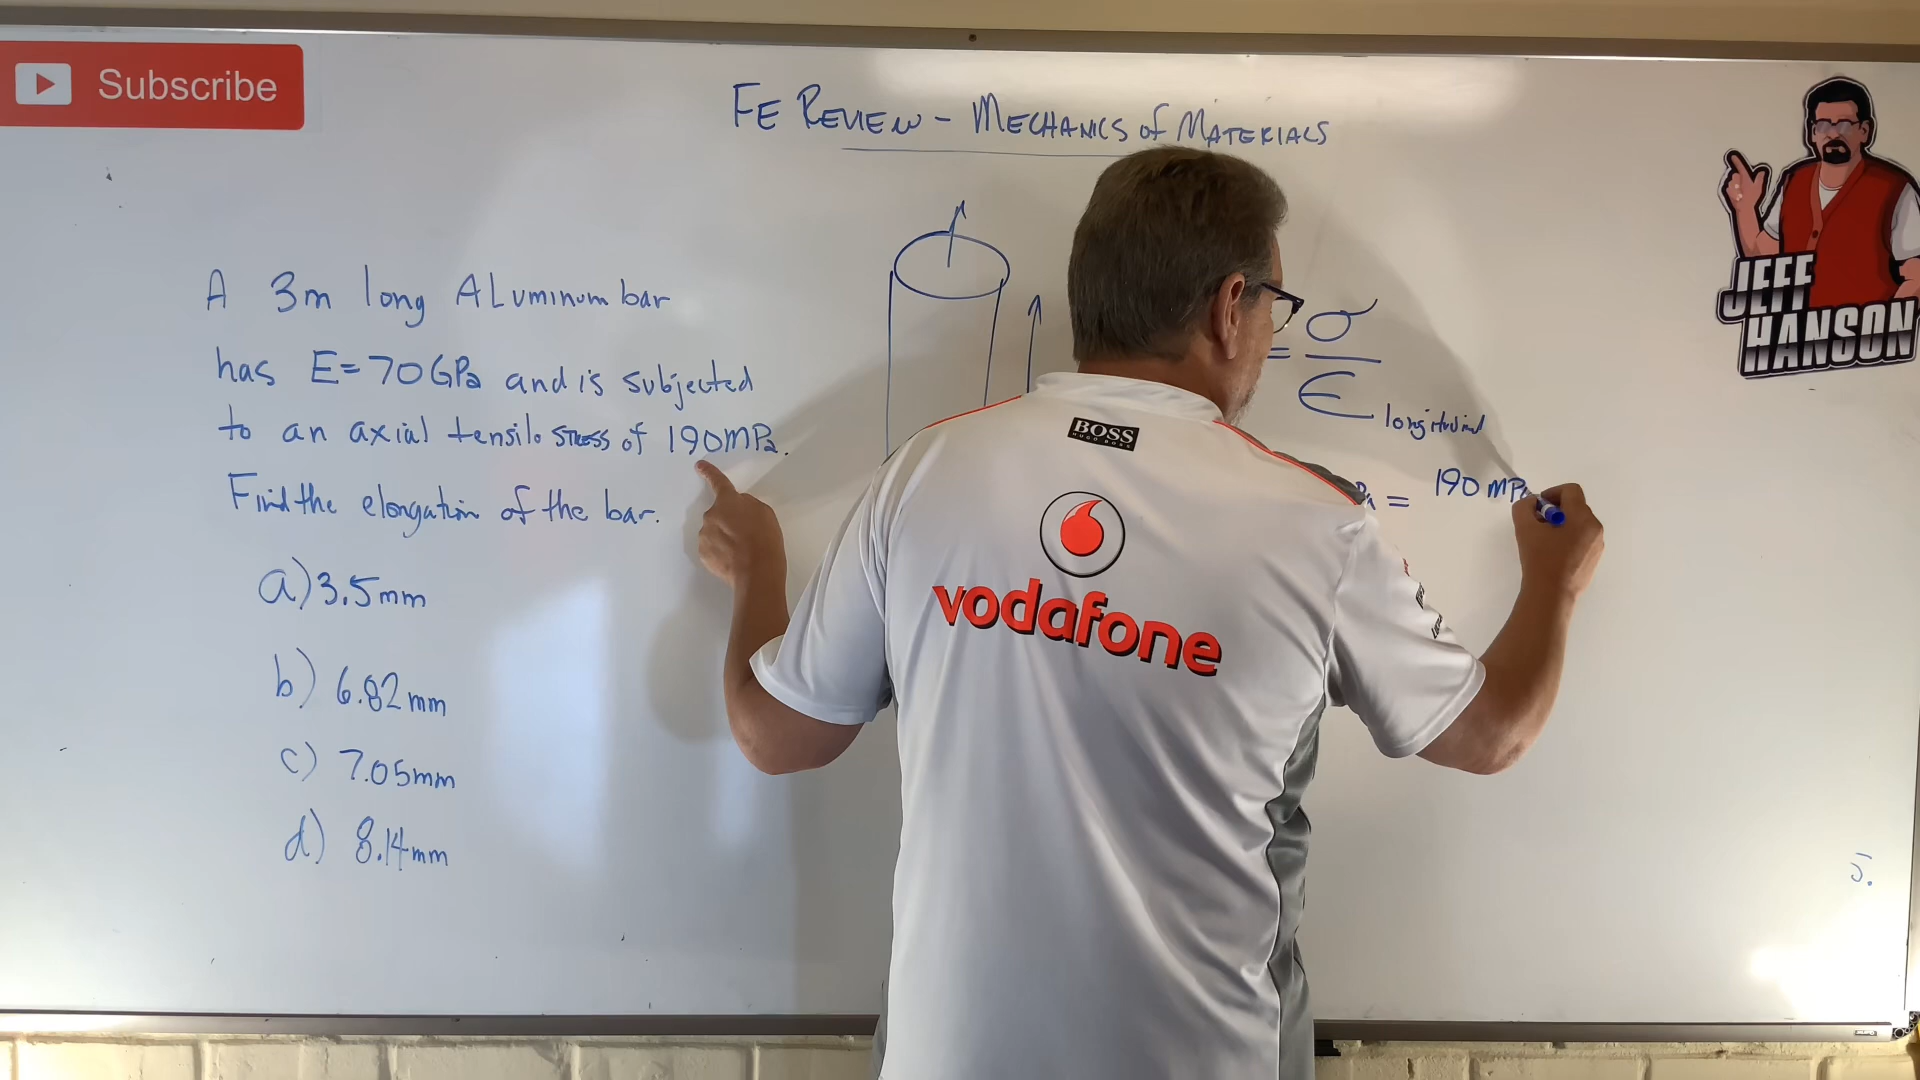 Subscribe
FE REVIEW - MECHANICS of MATERIALS
JEFF
HANSON
A 3m long ALuminum bar
has E=70GPa and is subjected
to an axial tensile STRESS of 190MPa.
Find the elongation of the bar.
a) 3.5mm
b) 6.82mm
c) 7.05mm
d) 8.14mm
= σ
ϵ longitudinal
= 190 MPa
BOSS
HUGO BOSS
vodafone